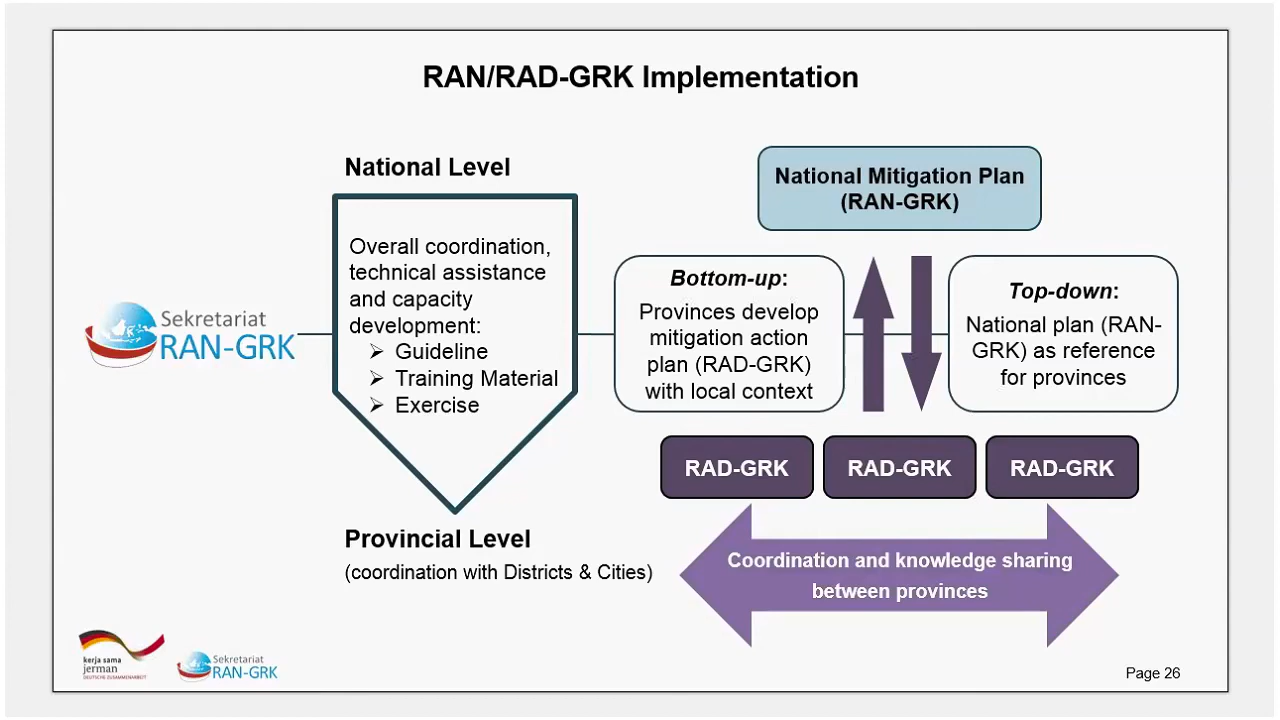 RAN/RAD-GRK Implementation
National Level
Overall coordination,
technical assistance
and capacity
development:
➢ Guideline
➢ Training Material
➢ Exercise
Provincial Level
(coordination with Districts & Cities)
Sekretariat
RAN-GRK
National Mitigation Plan
(RAN-GRK)
Bottom-up:
Provinces develop
mitigation action
plan (RAD-GRK)
with local context
Top-down:
National plan (RAN-
GRK) as reference
for provinces
RAD-GRK
RAD-GRK
RAD-GRK
Coordination and knowledge sharing
between provinces
kerja sama
jerman
DEUTSCHE ZUSAMMENARBEIT
Sekretariat
RAN-GRK
Page 26